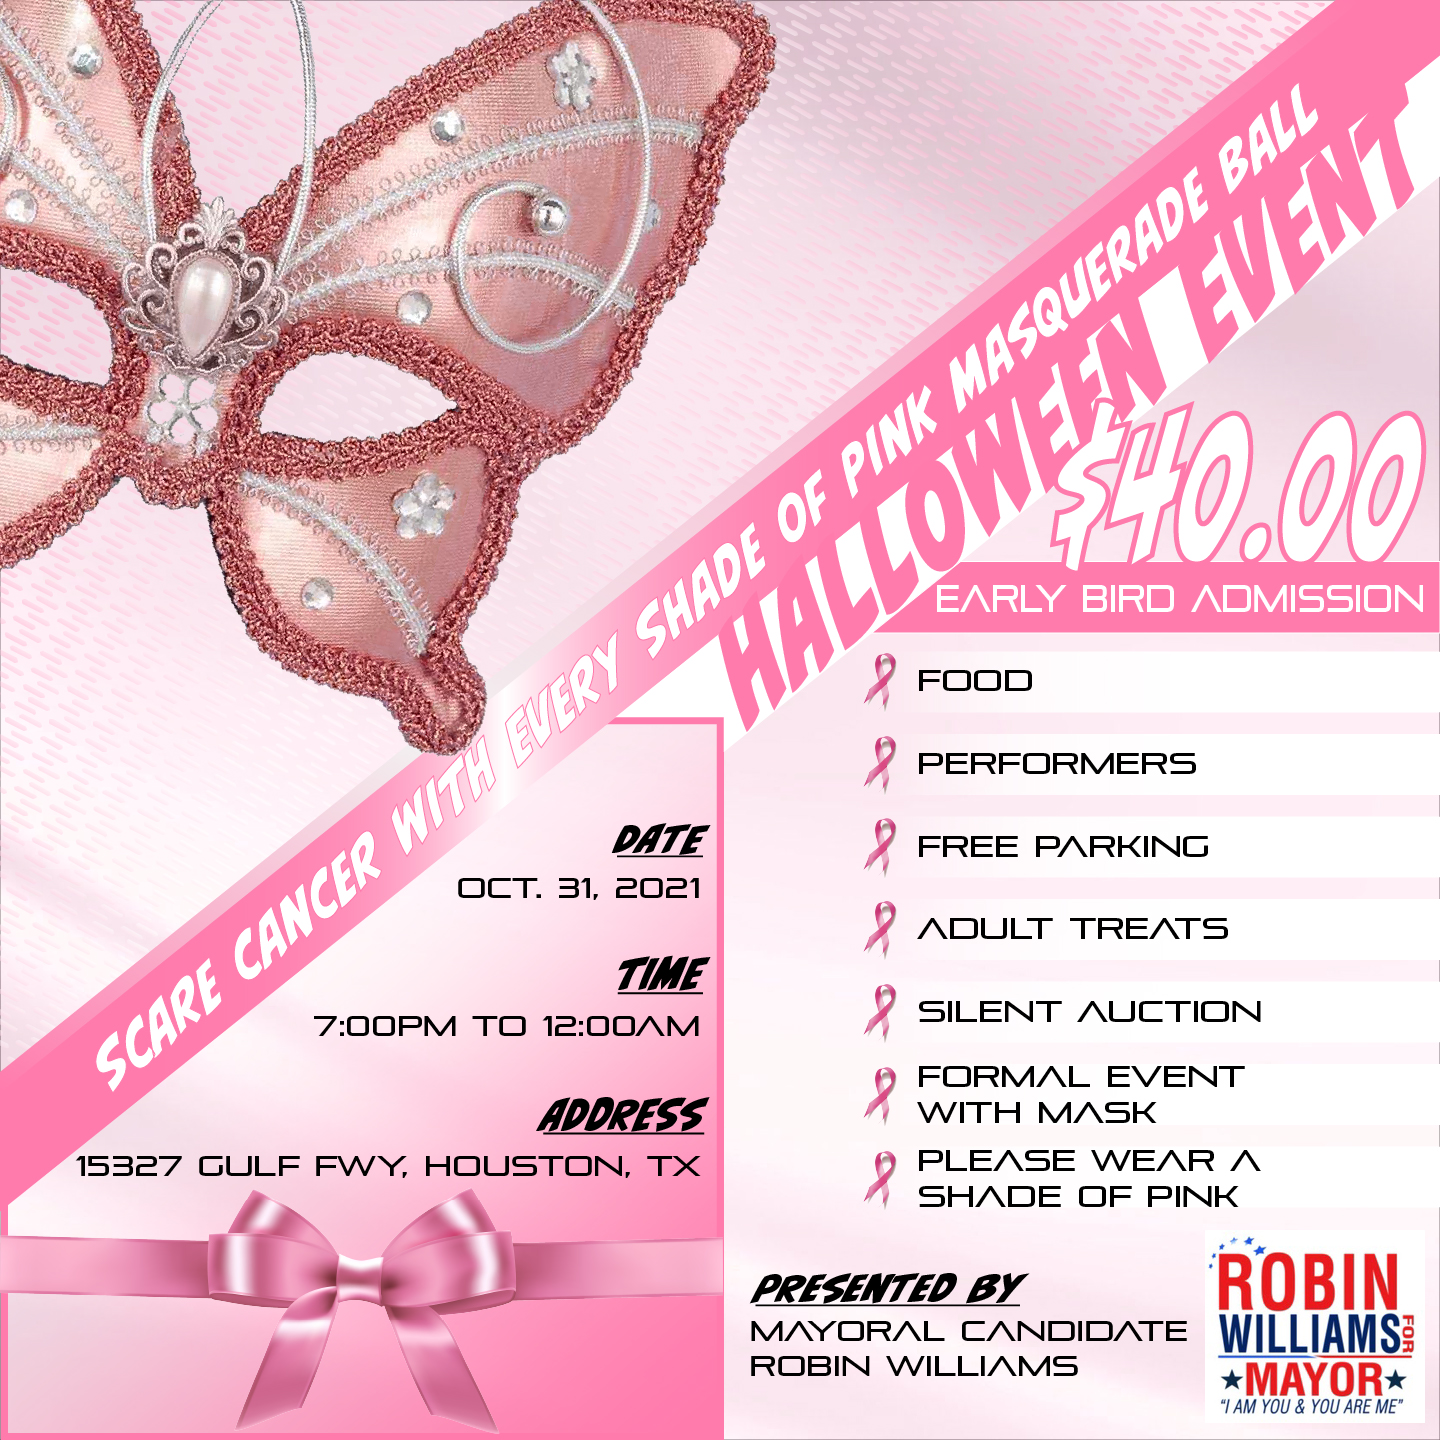 SCARE CANCER WITH EVERY SHADE OF PINK MASQUERADE BALL
HALLOWEEN EVENT
$40.00
EARLY BIRD ADMISSION
FOOD
PERFORMERS
FREE PARKING
ADULT TREATS
SILENT AUCTION
FORMAL EVENT
WITH MASK
PLEASE WEAR A
SHADE OF PINK
DATE
OCT. 31, 2021
TIME
7:00PM TO 12:00AM
ADDRESS
15327 GULF FWY, HOUSTON, TX
PRESENTED BY
MAYORAL CANDIDATE
ROBIN WILLIAMS
ROBIN
WILLIAMS
FOR
MAYOR
"I AM YOU & YOU ARE ME"